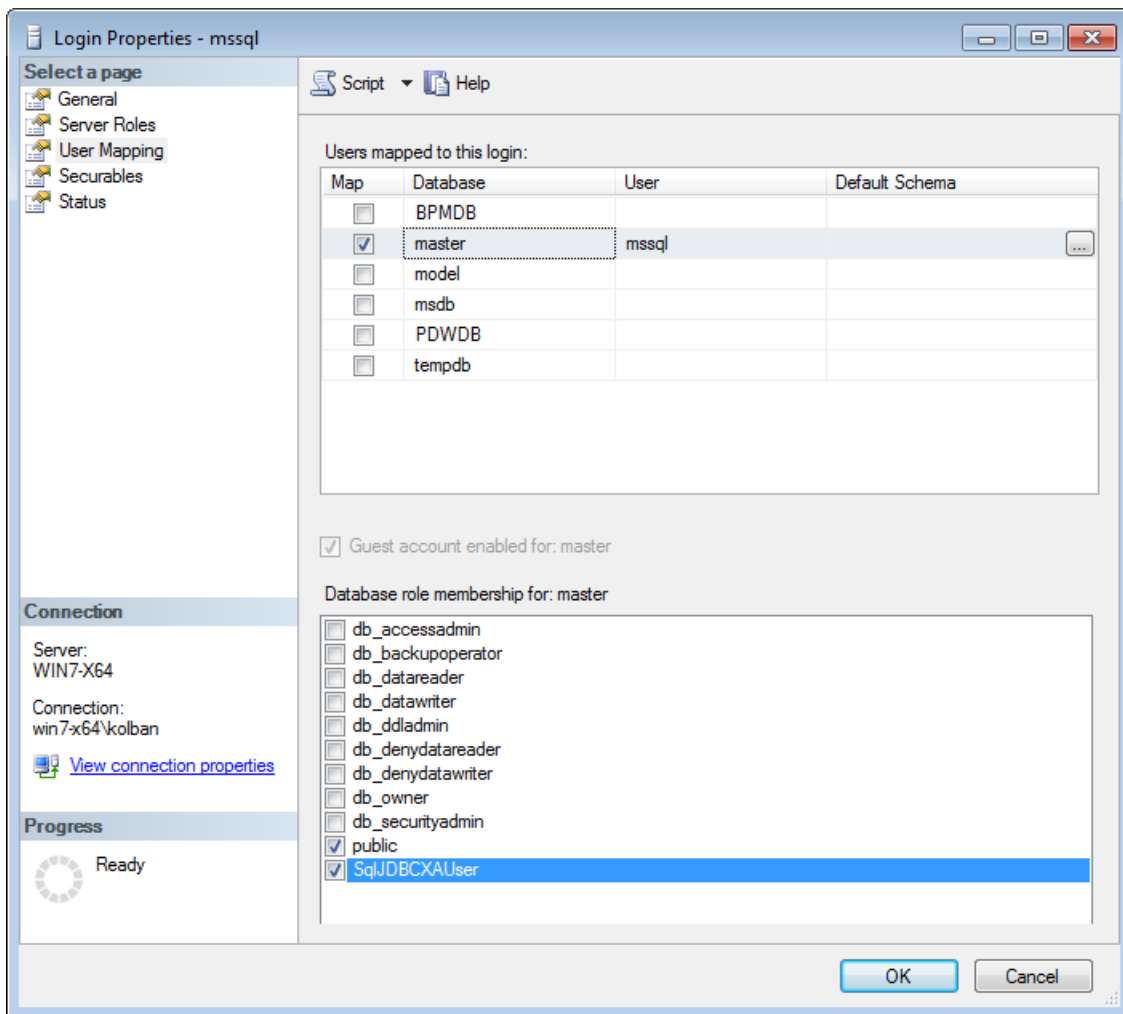 Login Properties - mssql
Select a page
General
Server Roles
User Mapping
Securables
Status
Connection
Server:
WIN7-X64
Connection:
win7-x64\kolban
View connection properties
Progress
Ready
Script
Help
Users mapped to this login:
Map Database User Default Schema
BPMDB
master mssql ...
model
msdb
PDWDB
tempdb
Guest account enabled for: master
Database role membership for: master
db_accessadmin
db_backupoperator
db_datareader
db_datawriter
db_ddladmin
db_denydatareader
db_denydatawriter
db_owner
db_securityadmin
public
SqlJDBCXAUser
OK Cancel